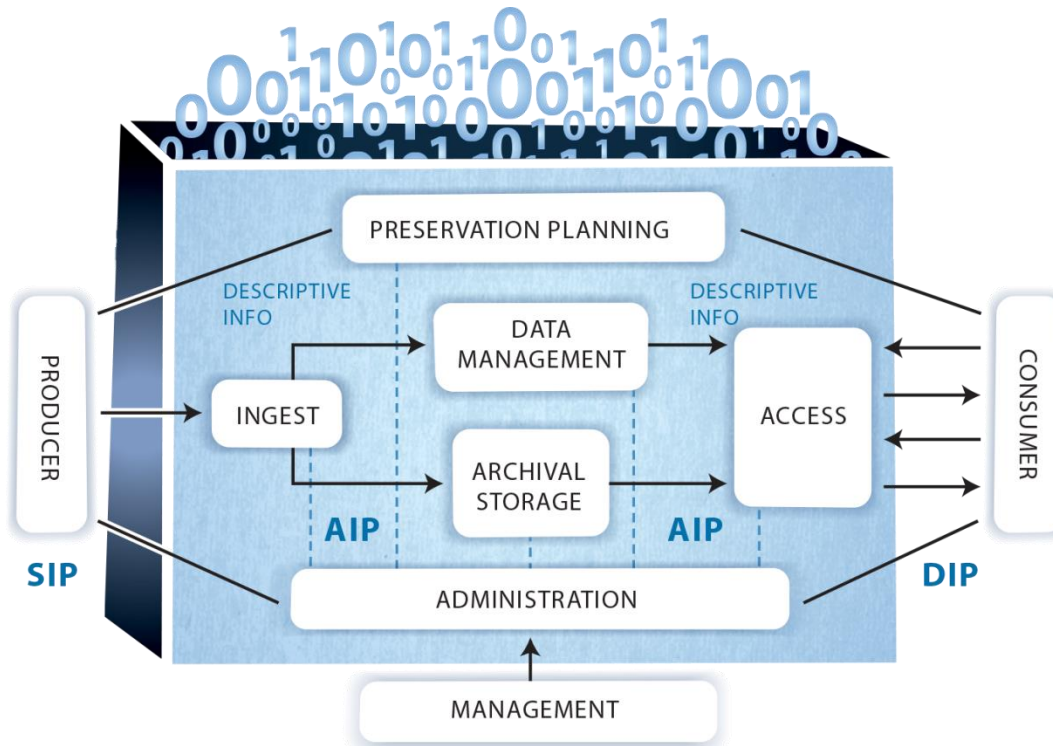 PRESERVATION PLANNING
DESCRIPTIVE
INFO
DESCRIPTIVE
INFO
DATA
MANAGEMENT
PRODUCER
INGEST
ACCESS
CONSUMER
ARCHIVAL
STORAGE
AIP
AIP
SIP
DIP
ADMINISTRATION
MANAGEMENT